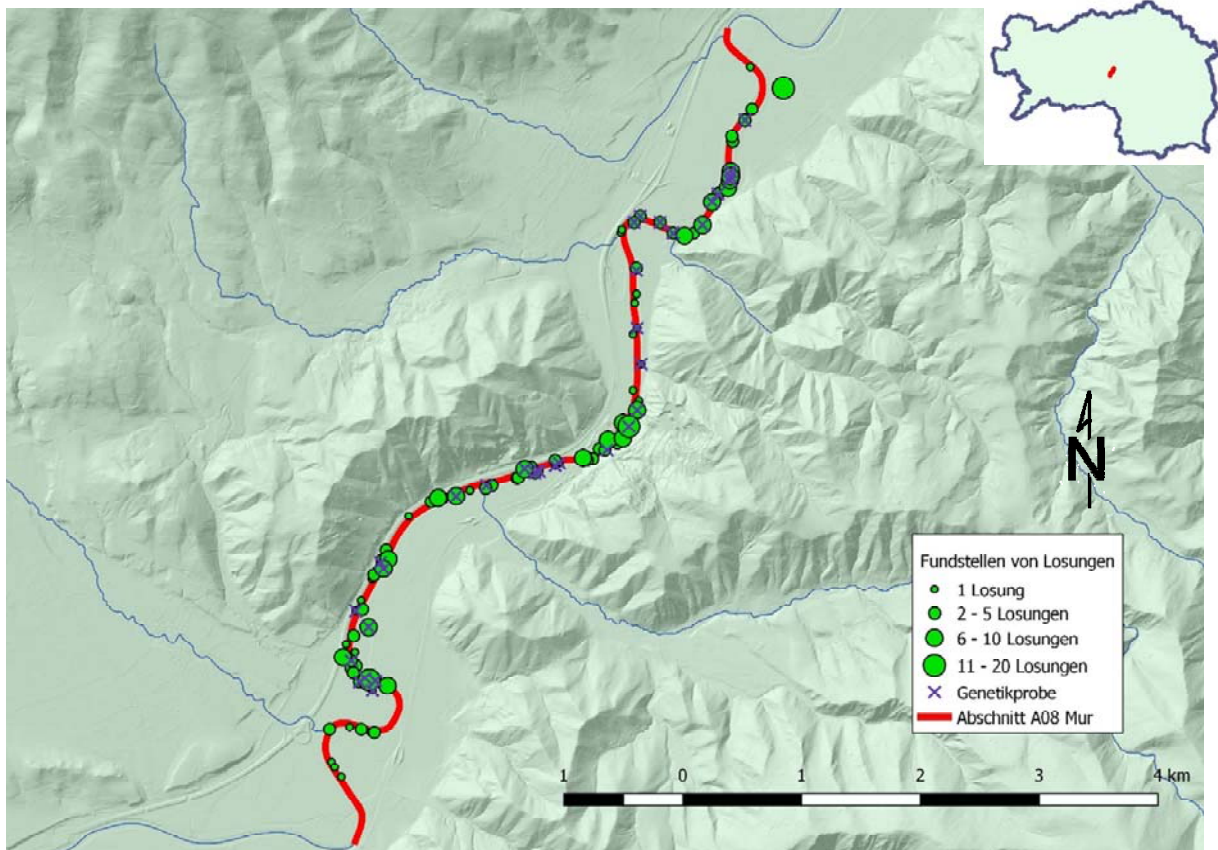 N
Fundstellen von Losungen
1 Losung
2 - 5 Losungen
6 - 10 Losungen
11 - 20 Losungen
Genetikprobe
Abschnitt A08 Mur
1 0 1 2 3 4 km